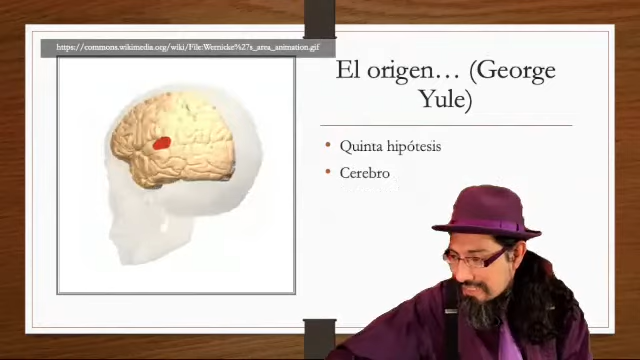 https://commons.wikimedia.org/wiki/File:Wernicke%27s_area_animation.gif
El origen… (George
Yule)
• Quinta hipótesis
• Cerebro